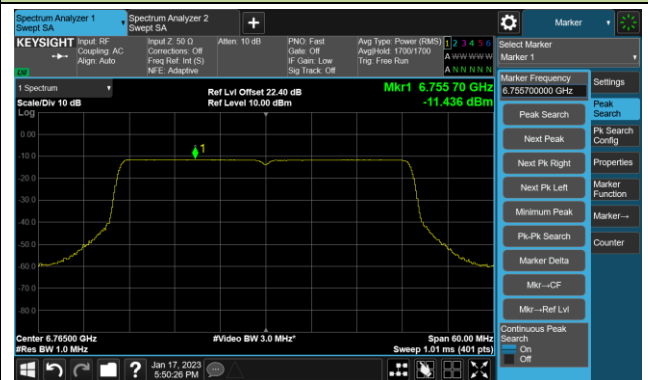 Spectrum Analyzer 1
Swept SA
Spectrum Analyzer 2
Swept SA
Marker
KEYSIGHT
Input: RF
Coupling: AC
Align: Auto
Input Z: 50 Ω
Corrections: Off
Freq Ref: Int (S)
NFE: Adaptive
Atten: 10 dB
PNO: Fast
Gate: Off
IF Gain: Low
Sig Track: Off
Avg Type: Power (RMS)
Avg|Hold: 1700/1700
Trig: Free Run
1 2 3 4 5 6
A W W W W W
A N N N N N
Select Marker
Marker 1
1 Spectrum
Scale/Div 10 dB
Log
Ref Lvl Offset 22.40 dB
Ref Level 10.00 dBm
Mkr1 6.755 70 GHz
-11.436 dBm
1
0.00
-10.0
-20.0
-30.0
-40.0
-50.0
-60.0
-70.0
-80.0
Center 6.76500 GHz
#Res BW 1.0 MHz
#Video BW 3.0 MHz*
Span 60.00 MHz
Sweep 1.01 ms (401 pts)
Marker Frequency
6.755700000 GHz
Peak Search
Next Peak
Next Pk Right
Next Pk Left
Minimum Peak
Pk-Pk Search
Marker Delta
Mkr→CF
Mkr→Ref Lvl
Continuous Peak
Search
On
Off
Settings
Peak
Search
Pk Search
Config
Properties
Marker
Function
Marker→
Counter
?
Jan 17, 2023
5:50:26 PM